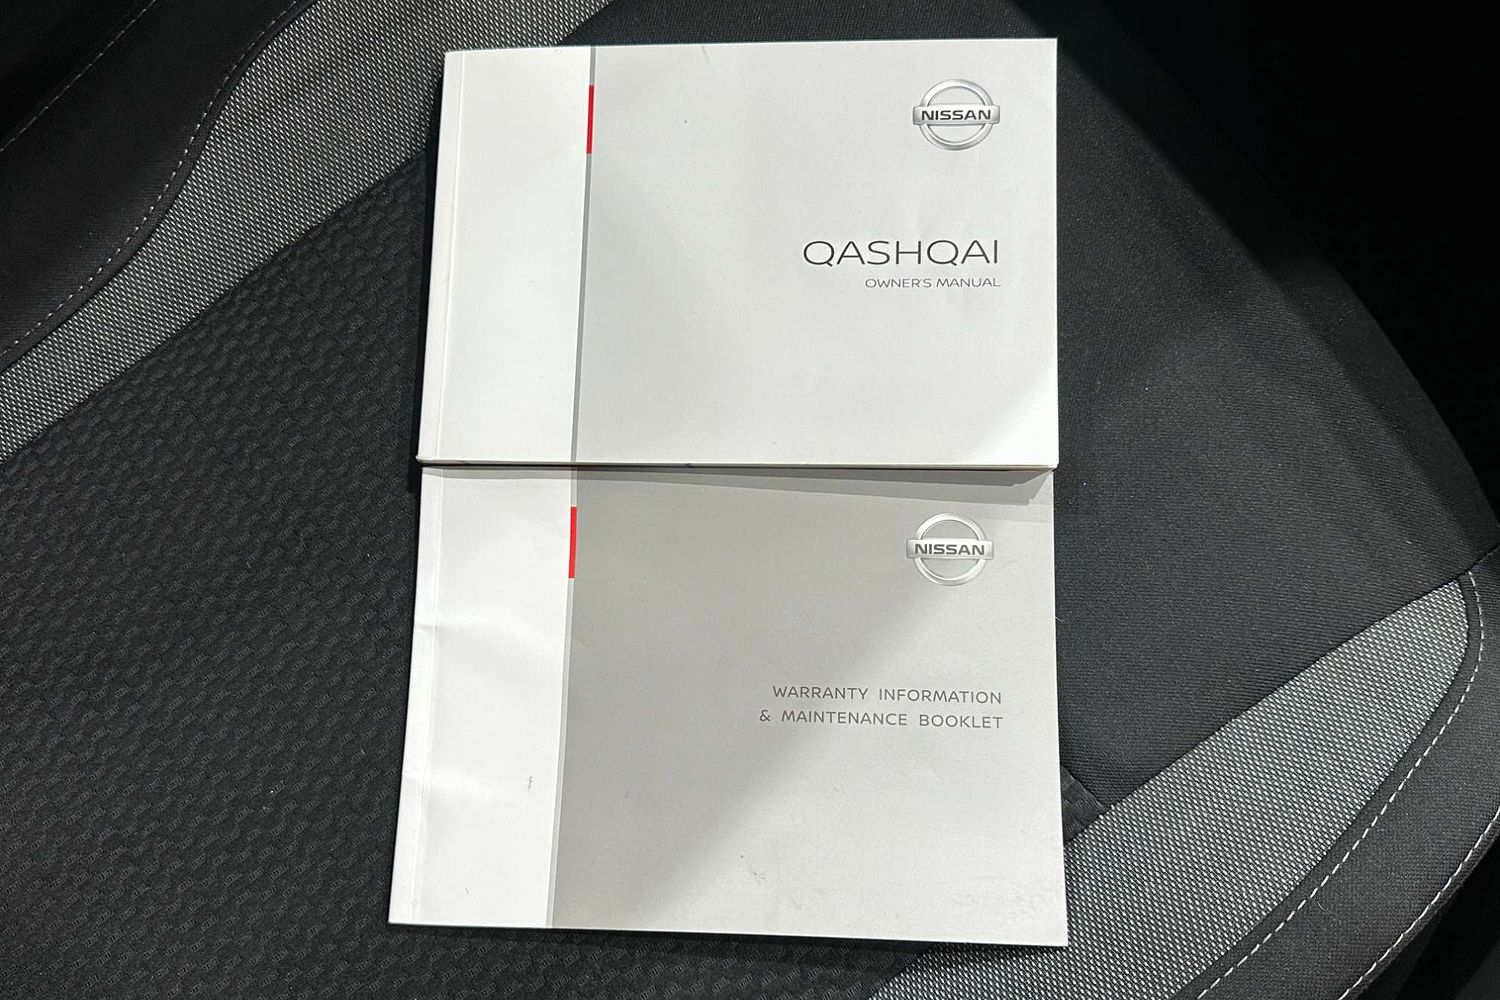 NISSAN
QASHQAI
OWNER'S MANUAL
NISSAN
WARRANTY INFORMATION
& MAINTENANCE BOOKLET